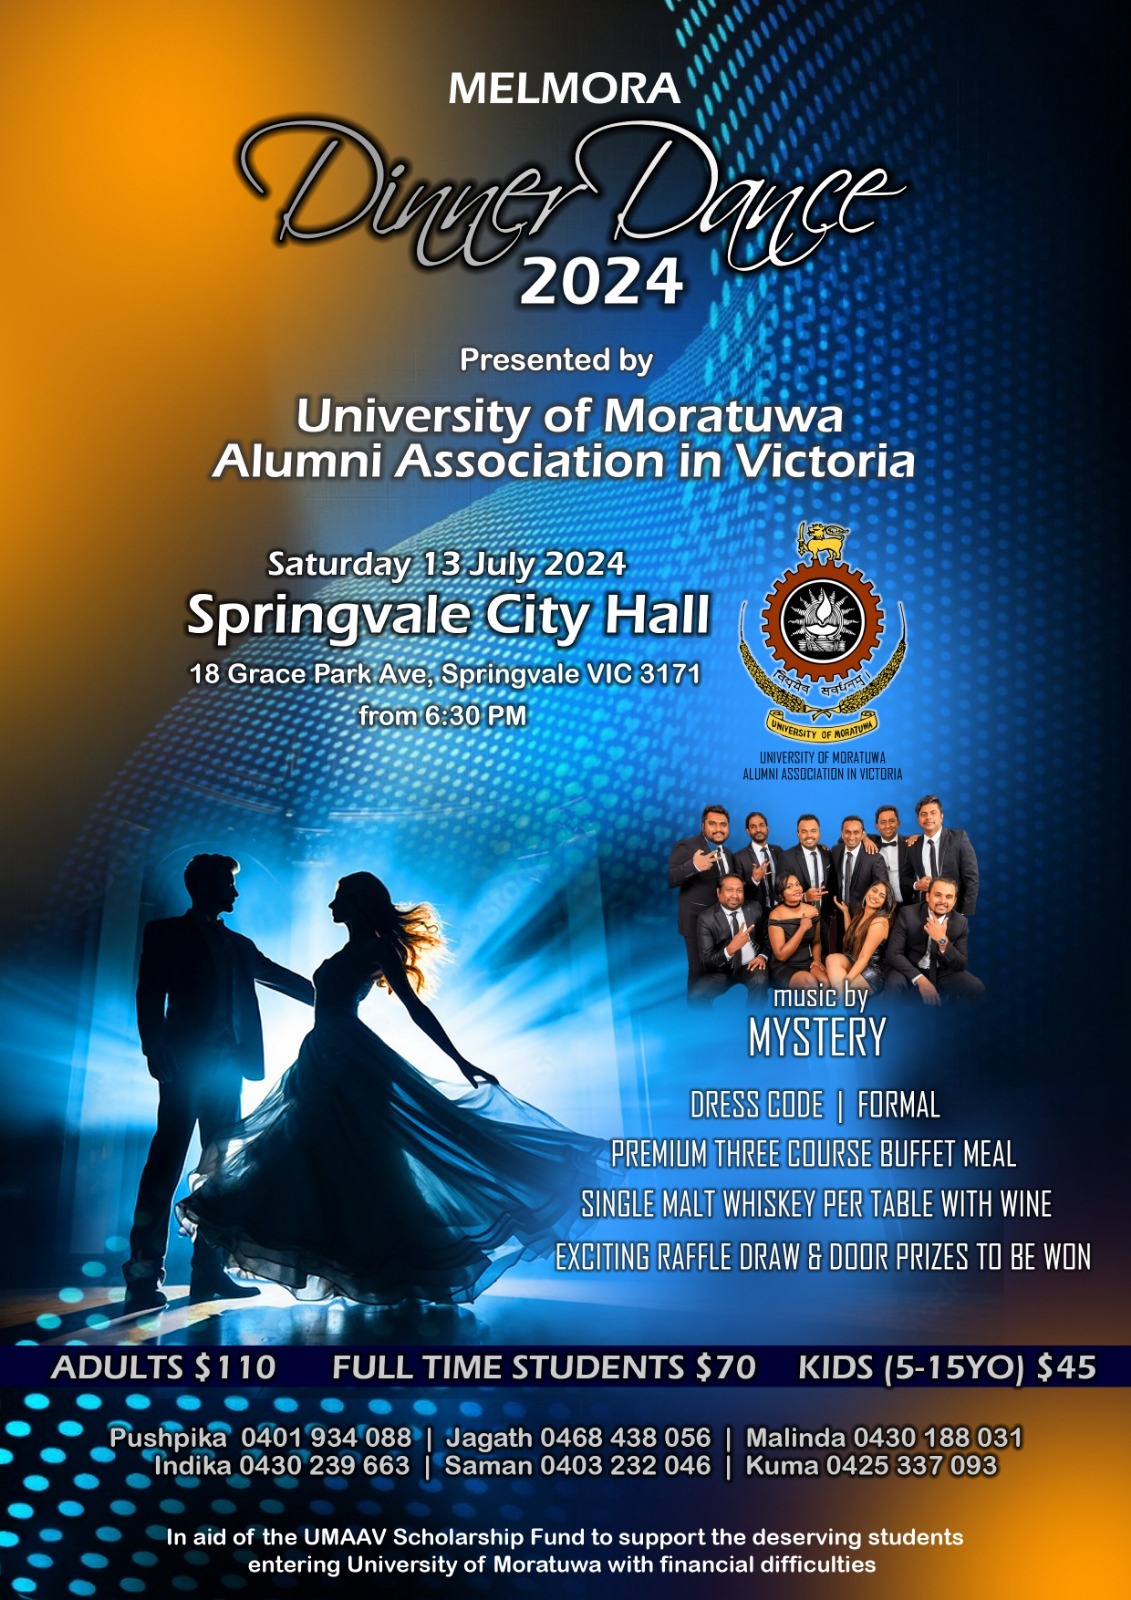 MELMORA
Dinner Dance
2024
Presented by
University of Moratuwa
Alumni Association in Victoria
Saturday 13 July 2024
Springvale City Hall
18 Grace Park Ave, Springvale VIC 3171
from 6:30 PM
विद्ययैव सर्वधनम्।
UNIVERSITY OF MORATUWA
UNIVERSITY OF MORATUWA
ALUMNI ASSOCIATION IN VICTORIA
music by
MYSTERY
DRESS CODE | FORMAL
PREMIUM THREE COURSE BUFFET MEAL
SINGLE MALT WHISKEY PER TABLE WITH WINE
EXCITING RAFFLE DRAW & DOOR PRIZES TO BE WON
ADULTS $110 FULL TIME STUDENTS $70 KIDS (5-15YO) $45
Pushpika 0401 934 088 | Jagath 0468 438 056 | Malinda 0430 188 031
Indika 0430 239 663 | Saman 0403 232 046 | Kuma 0425 337 093
In aid of the UMAAV Scholarship Fund to support the deserving students
entering University of Moratuwa with financial difficulties